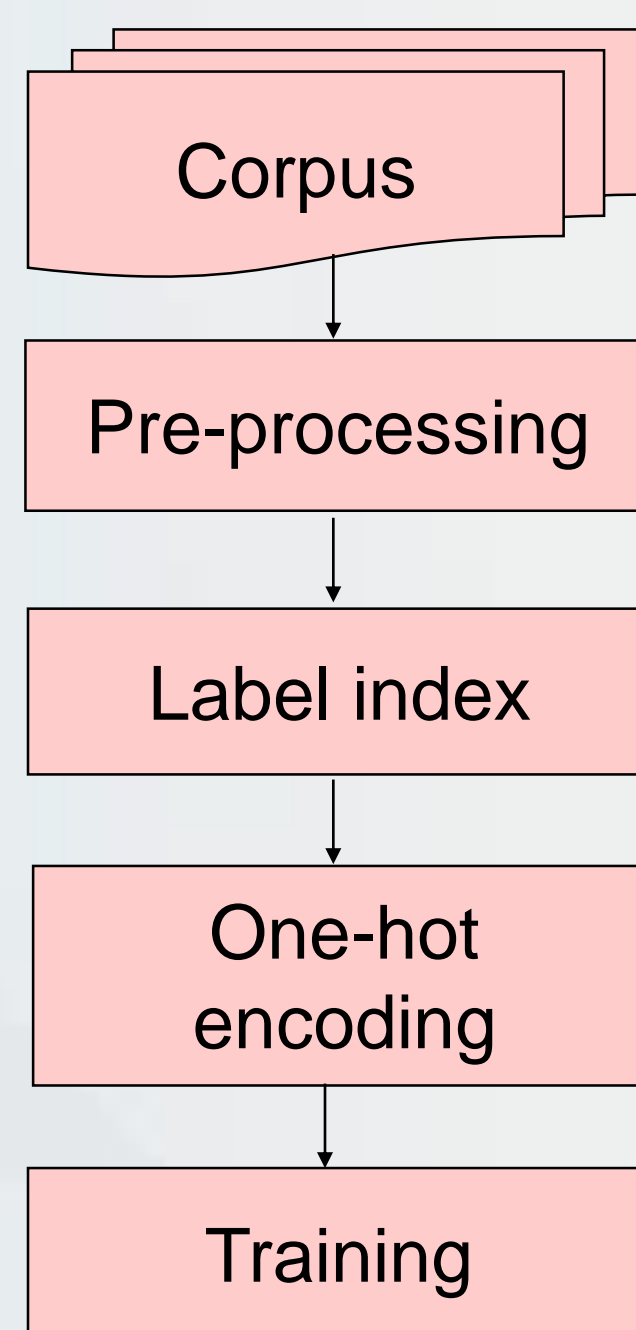 Corpus
Pre-processing
Label index
One-hot
encoding
Training